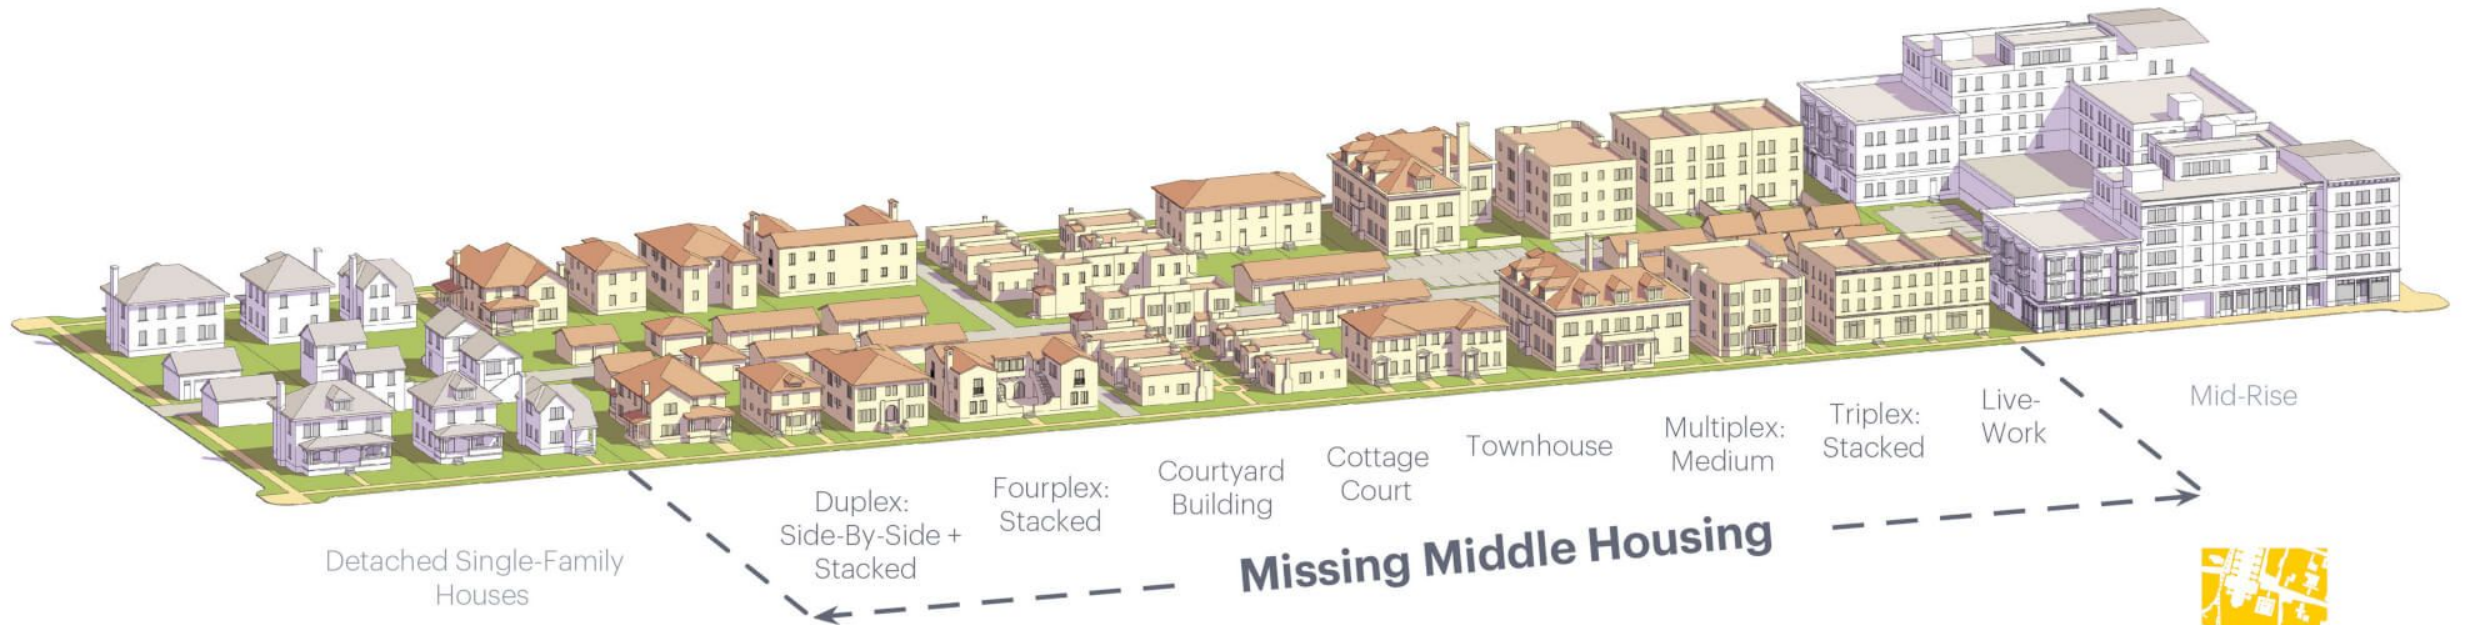 Detached Single-Family
Houses
Duplex:
Side-By-Side +
Stacked
Fourplex:
Stacked
Courtyard
Building
Cottage
Court
Townhouse
Multiplex:
Medium
Triplex:
Stacked
Live-
Work
Mid-Rise
Missing Middle Housing